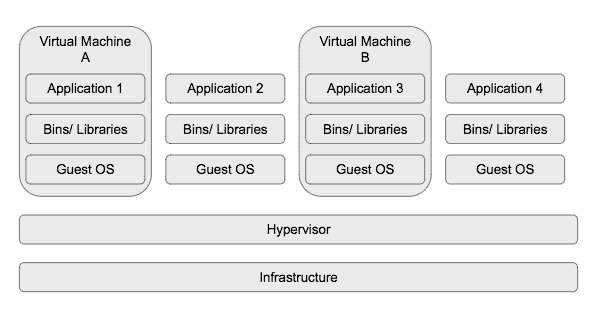 Virtual Machine
A
Virtual Machine
B
Application 1
Application 2
Application 3
Application 4
Bins/ Libraries
Bins/ Libraries
Bins/ Libraries
Bins/ Libraries
Guest OS
Guest OS
Guest OS
Guest OS
Hypervisor
Infrastructure